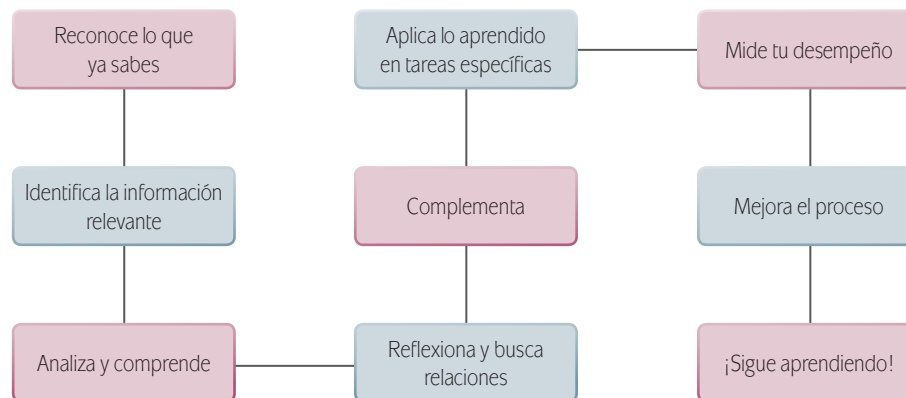 Reconoce lo que
ya sabes
Identifica la información
relevante
Analiza y comprende
Reflexiona y busca
relaciones
Complementa
Aplica lo aprendido
en tareas específicas
Mide tu desempeño
Mejora el proceso
¡Sigue aprendiendo!